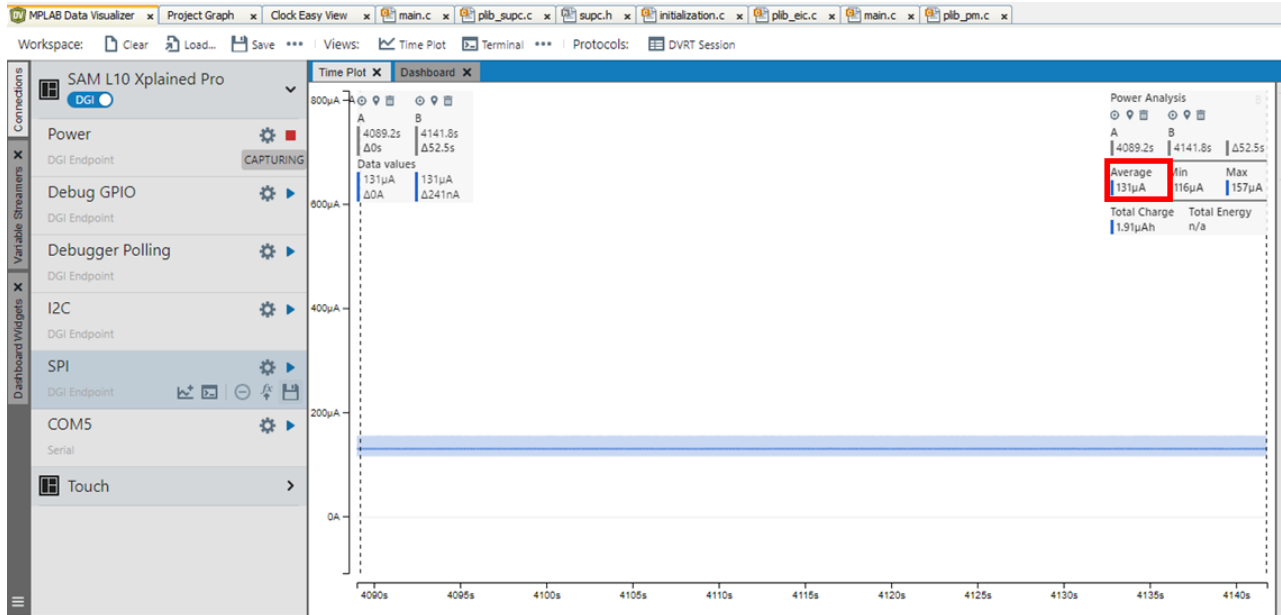 DV MPLAB Data Visualizer x Project Graph x Clock Easy View x main.c x plib_supc.c x supc.h x initialization.c x plib_eic.c x main.c x plib_pm.c x
Workspace: Clear Load... Save ••• Views: Time Plot Terminal ••• Protocols: DVRT Session
Connections
Variable Streamers
Dashboard Widgets
SAM L10 Xplained Pro
DGI
Power
DGI Endpoint
CAPTURING
Debug GPIO
DGI Endpoint
Debugger Polling
DGI Endpoint
I2C
DGI Endpoint
SPI
DGI Endpoint
COM5
Serial
Touch
Time Plot X Dashboard X
800µA
600µA
400µA
200µA
0A
A B
4089.2s 4141.8s
Δ0s Δ52.5s
Data values
131µA 131µA
Δ0A Δ241nA
Power Analysis
A B
4089.2s 4141.8s Δ52.5s
Average Min Max
131µA 116µA 157µA
Total Charge Total Energy
1.91µAh n/a
4090s 4095s 4100s 4105s 4110s 4115s 4120s 4125s 4130s 4135s 4140s